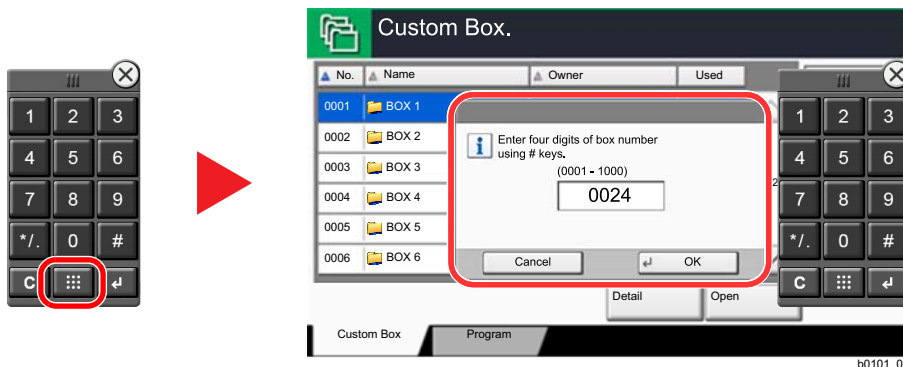 1 2 3
4 5 6
7 8 9
*/. 0 #
C
Custom Box.
No. Name Owner Used
0001 BOX 1
0002 BOX 2
0003 BOX 3
0004 BOX 4
0005 BOX 5
0006 BOX 6
Enter four digits of box number
using # keys.
(0001 - 1000)
0024
Cancel OK
1 2 3
4 5 6
7 8 9
*/. 0 #
C
Detail Open
Custom Box Program